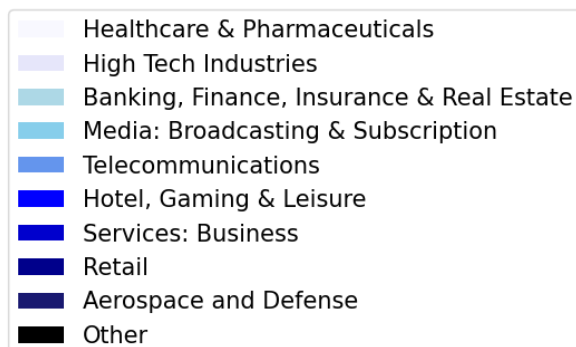 Healthcare & Pharmaceuticals
High Tech Industries
Banking, Finance, Insurance & Real Estate
Media: Broadcasting & Subscription
Telecommunications
Hotel, Gaming & Leisure
Services: Business
Retail
Aerospace and Defense
Other